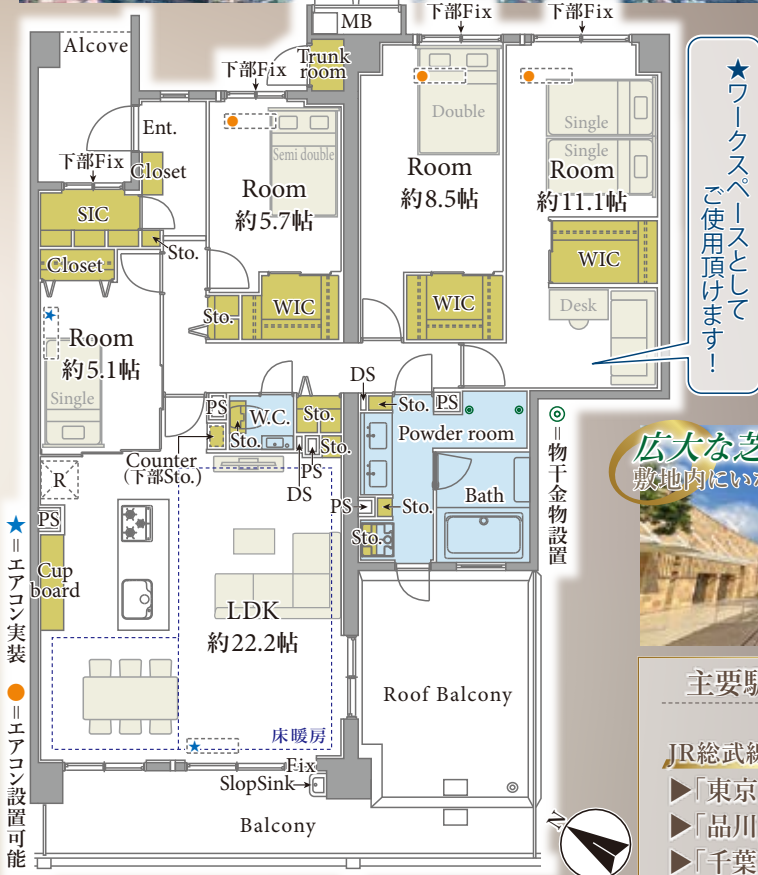 MB
下部Fix
下部Fix
Alcove
Trunk
room
下部Fix
Ent.
下部Fix
Closet
Semi double
Room
約5.7帖
Double
Room
約8.5帖
Single
Single
Room
約11.1帖
★ワークスペースとして
ご使用頂けます!
SIC
Sto.
Closet
Sto.
WIC
WIC
WIC
Desk
Room
約5.1帖
Single
DS
PS
W.C.
Sto.
Sto.
Sto.
PS
Powder room
Counter
(下部Sto.)
Sto.
PS
DS
R
PS
PS
Sto.
Sto.
Bath
◎=物干金物設置
広大な芝
敷地内にいな
Cup
board
LDK
約22.2帖
Roof Balcony
床暖房
Fix
SlopSink
Balcony
N
★=エアコン実装
●=エアコン設置可能
主要駅
JR総武線
▶「東京
▶「品川
▶「千葉